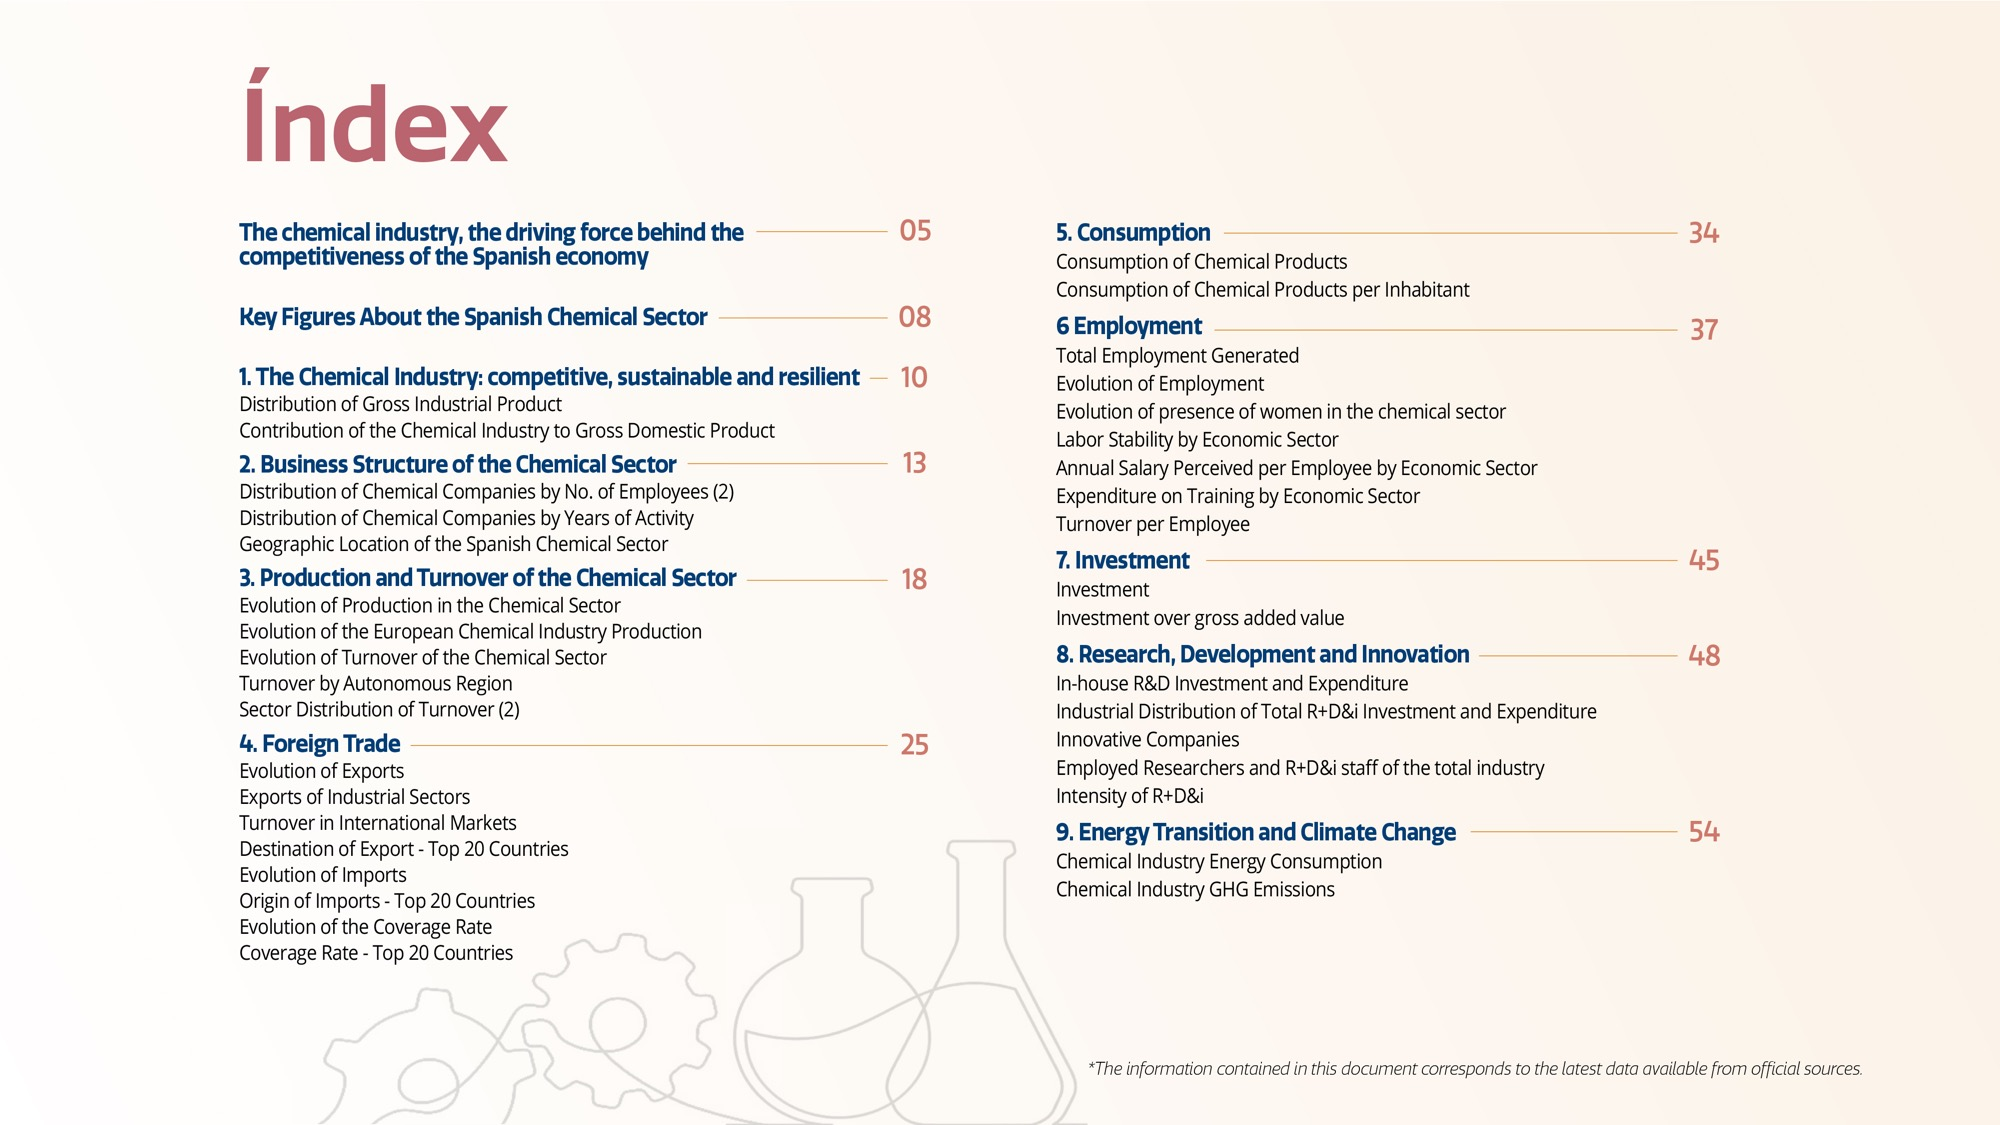 Índex
The chemical industry, the driving force behind the 05
competitiveness of the Spanish economy
Key Figures About the Spanish Chemical Sector 08
1. The Chemical Industry: competitive, sustainable and resilient 10
Distribution of Gross Industrial Product
Contribution of the Chemical Industry to Gross Domestic Product
2. Business Structure of the Chemical Sector 13
Distribution of Chemical Companies by No. of Employees (2)
Distribution of Chemical Companies by Years of Activity
Geographic Location of the Spanish Chemical Sector
3. Production and Turnover of the Chemical Sector 18
Evolution of Production in the Chemical Sector
Evolution of the European Chemical Industry Production
Evolution of Turnover of the Chemical Sector
Turnover by Autonomous Region
Sector Distribution of Turnover (2)
4. Foreign Trade 25
Evolution of Exports
Exports of Industrial Sectors
Turnover in International Markets
Destination of Export - Top 20 Countries
Evolution of Imports
Origin of Imports - Top 20 Countries
Evolution of the Coverage Rate
Coverage Rate - Top 20 Countries
5. Consumption 34
Consumption of Chemical Products
Consumption of Chemical Products per Inhabitant
6 Employment 37
Total Employment Generated
Evolution of Employment
Evolution of presence of women in the chemical sector
Labor Stability by Economic Sector
Annual Salary Perceived per Employee by Economic Sector
Expenditure on Training by Economic Sector
Turnover per Employee
7. Investment 45
Investment
Investment over gross added value
8. Research, Development and Innovation 48
In-house R&D Investment and Expenditure
Industrial Distribution of Total R+D&i Investment and Expenditure
Innovative Companies
Employed Researchers and R+D&i staff of the total industry
Intensity of R+D&i
9. Energy Transition and Climate Change 54
Chemical Industry Energy Consumption
Chemical Industry GHG Emissions
*The information contained in this document corresponds to the latest data available from official sources.